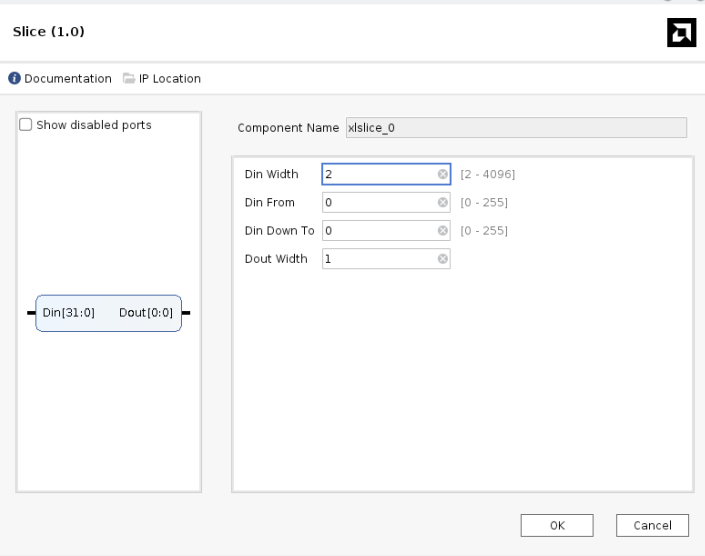 Slice (1.0)
Documentation IP Location
Show disabled ports
Component Name xlslice_0
Din Width 2 [2 - 4096]
Din From 0 [0 - 255]
Din Down To 0 [0 - 255]
Dout Width 1
Din[31:0] Dout[0:0]
OK Cancel